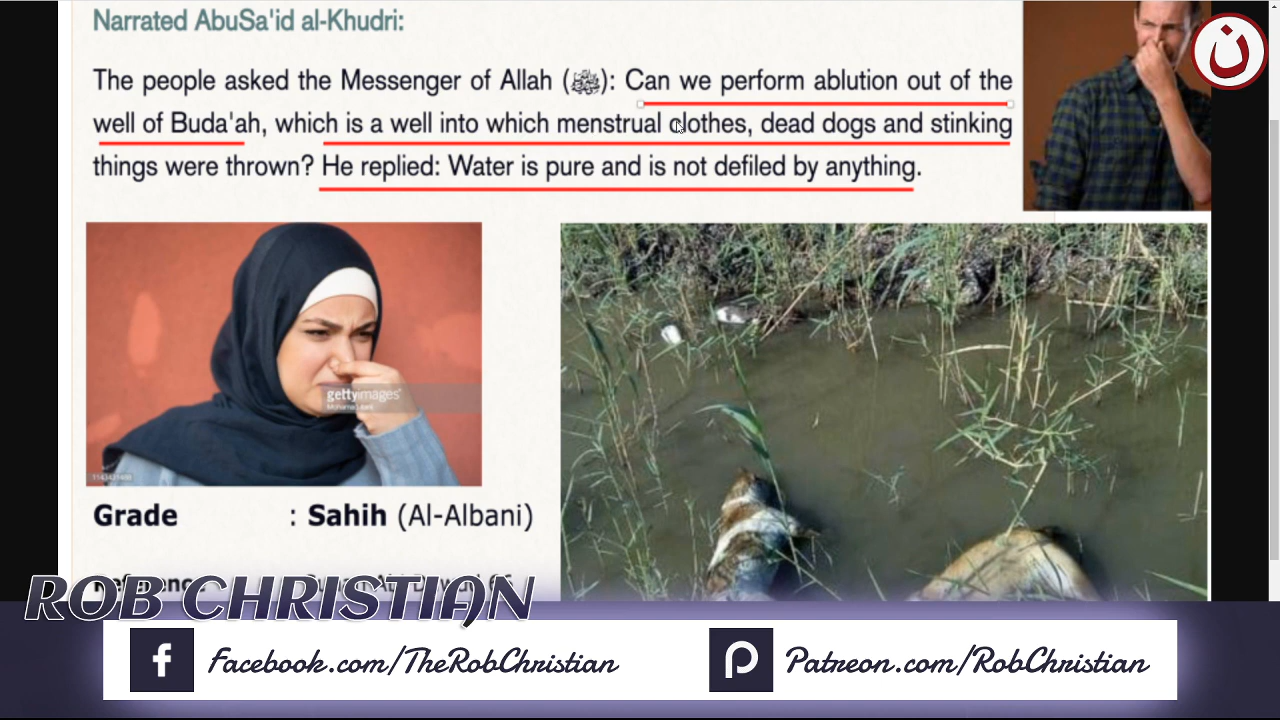 Narrated AbuSa'id al-Khudri:
ن
The people asked the Messenger of Allah (ﷺ): Can we perform ablution out of the
well of Buda'ah, which is a well into which menstrual clothes, dead dogs and stinking
things were thrown? He replied: Water is pure and is not defiled by anything.
gettyimages
Grade : Sahih (Al-Albani)
ROB CHRISTIAN
f Facebook.com/TheRobChristian
Patreon.com/RobChristian